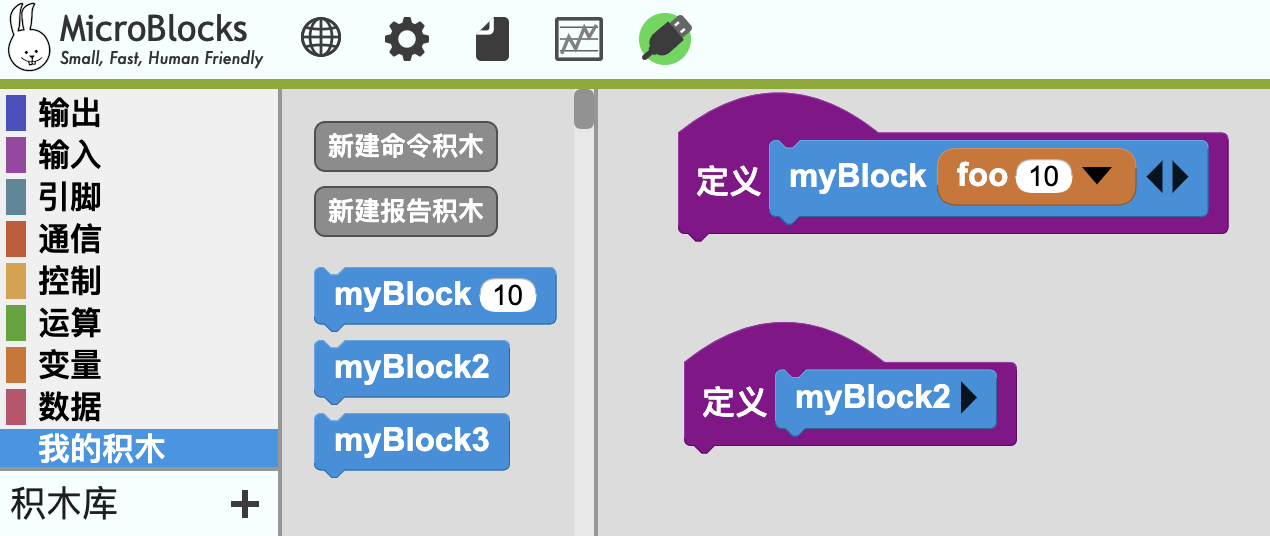 MicroBlocks
Small, Fast, Human Friendly
输出
输入
引脚
通信
控制
运算
变量
数据
我的积木
积木库 +
新建命令积木
新建报告积木
myBlock 10
myBlock2
myBlock3
定义 myBlock foo 10
定义 myBlock2